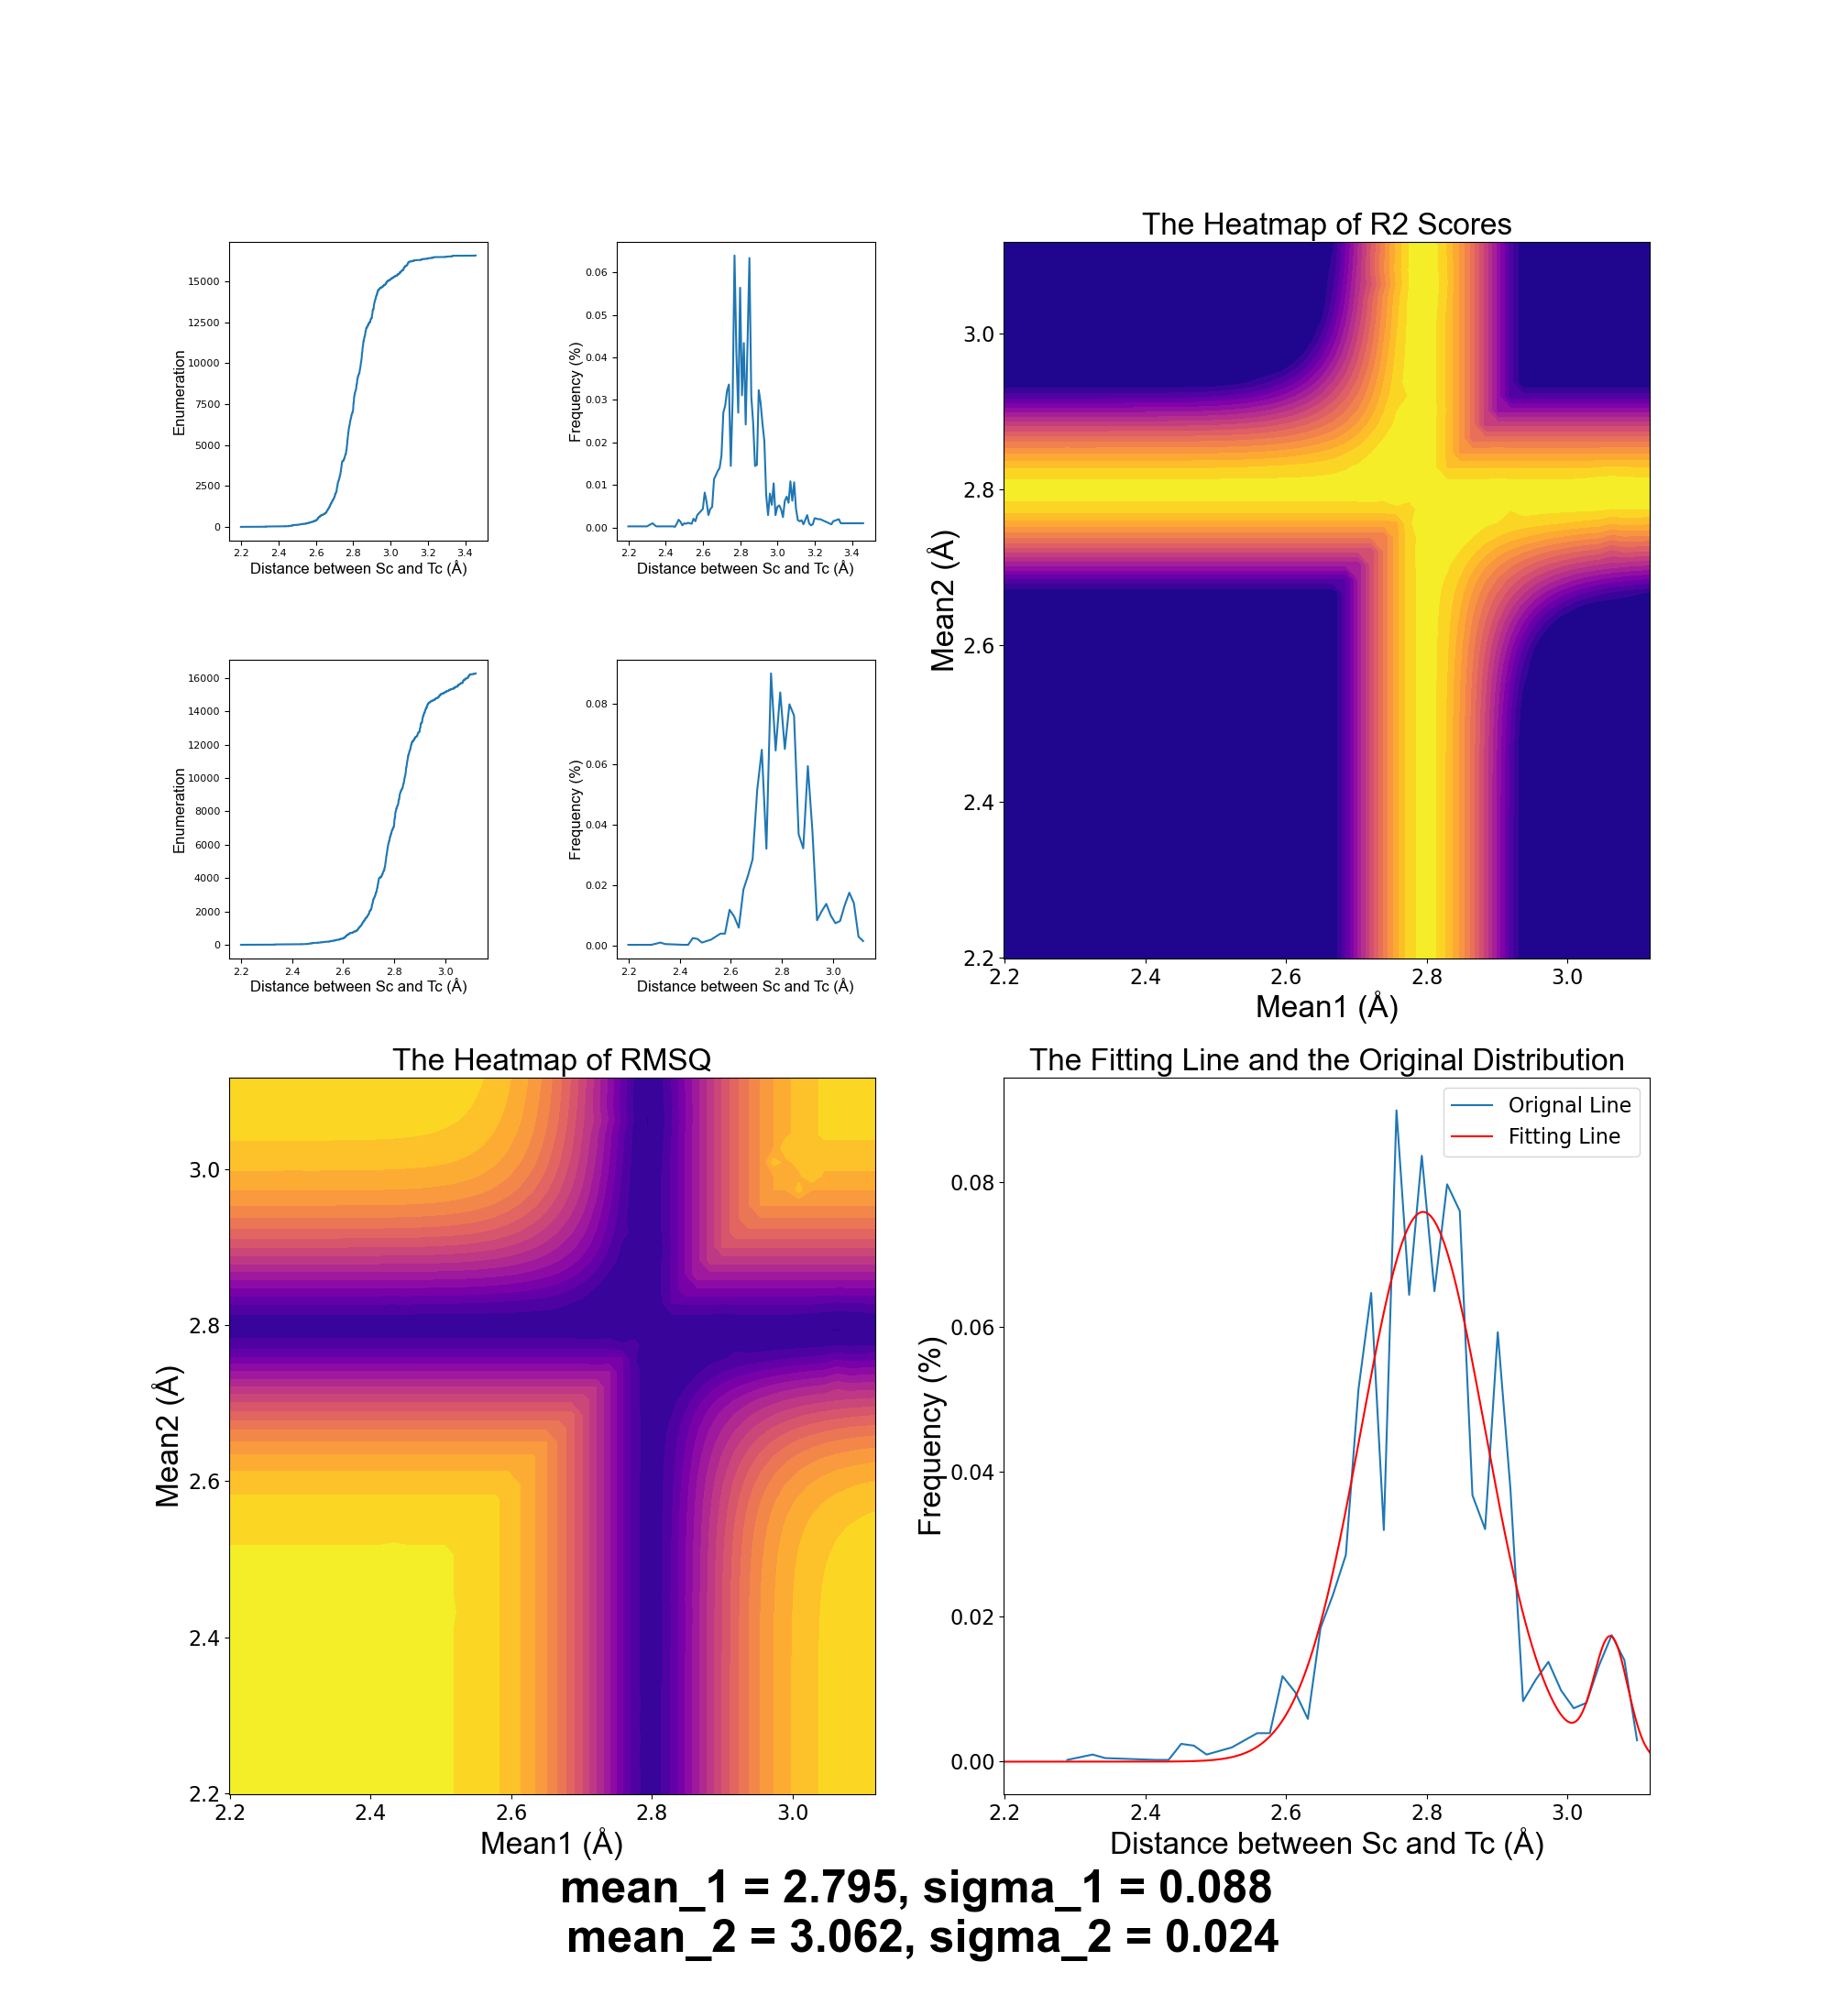 Enumeration
15000
12500
10000
7500
5000
2500
0
2.2 2.4 2.6 2.8 3.0 3.2 3.4
Distance between Sc and Tc (Å)
Frequency (%)
0.06
0.05
0.04
0.03
0.02
0.01
0.00
2.2 2.4 2.6 2.8 3.0 3.2 3.4
Distance between Sc and Tc (Å)
The Heatmap of R2 Scores
Mean2 (Å)
3.0
2.8
2.6
2.4
2.2
2.2 2.4 2.6 2.8 3.0
Mean1 (Å)
Enumeration
16000
14000
12000
10000
8000
6000
4000
2000
0
2.2 2.4 2.6 2.8 3.0
Distance between Sc and Tc (Å)
Frequency (%)
0.08
0.06
0.04
0.02
0.00
2.2 2.4 2.6 2.8 3.0
Distance between Sc and Tc (Å)
The Heatmap of RMSQ
Mean2 (Å)
3.0
2.8
2.6
2.4
2.2
2.2 2.4 2.6 2.8 3.0
Mean1 (Å)
The Fitting Line and the Original Distribution
Orignal Line
Fitting Line
Frequency (%)
0.08
0.06
0.04
0.02
0.00
2.2 2.4 2.6 2.8 3.0
Distance between Sc and Tc (Å)
mean_1 = 2.795, sigma_1 = 0.088
mean_2 = 3.062, sigma_2 = 0.024